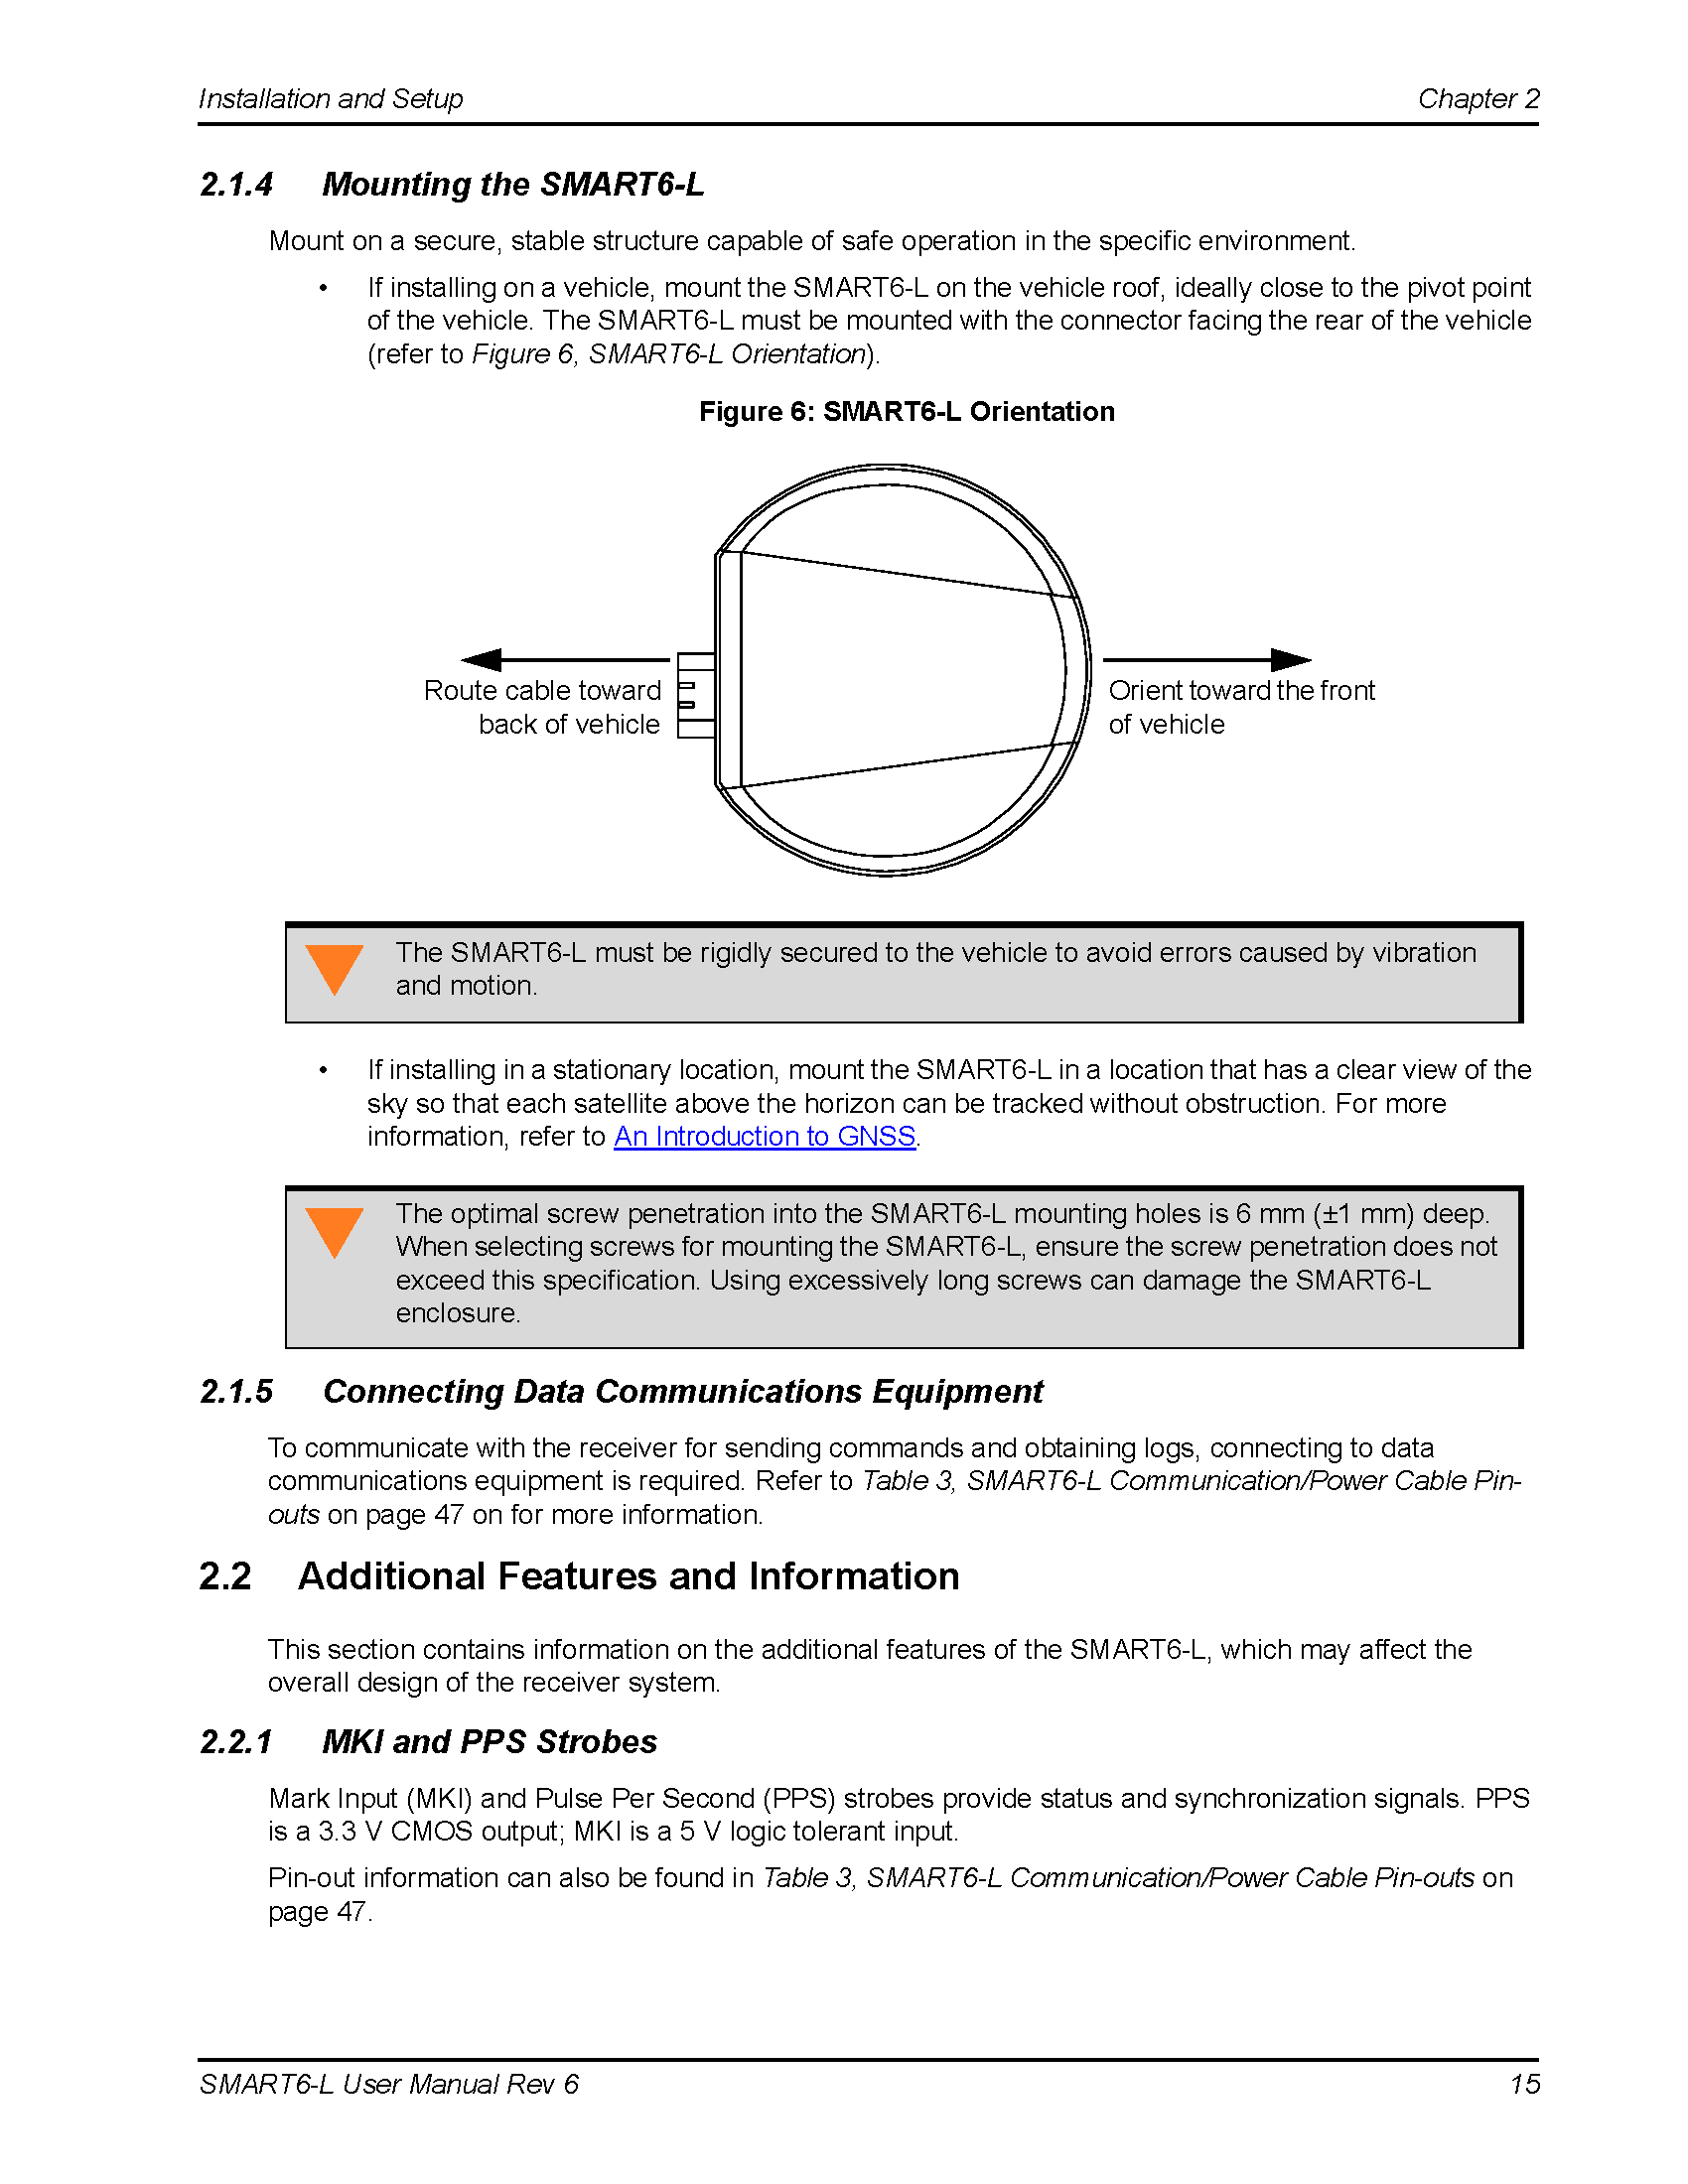 Installation and Setup Chapter 2
2.1.4 Mounting the SMART6-L
Mount on a secure, stable structure capable of safe operation in the specific environment.
• If installing on a vehicle, mount the SMART6-L on the vehicle roof, ideally close to the pivot point
of the vehicle. The SMART6-L must be mounted with the connector facing the rear of the vehicle
(refer to Figure 6, SMART6-L Orientation).
Figure 6: SMART6-L Orientation
Route cable toward
back of vehicle
Orient toward the front
of vehicle
The SMART6-L must be rigidly secured to the vehicle to avoid errors caused by vibration
and motion.
• If installing in a stationary location, mount the SMART6-L in a location that has a clear view of the
sky so that each satellite above the horizon can be tracked without obstruction. For more
information, refer to An Introduction to GNSS.
The optimal screw penetration into the SMART6-L mounting holes is 6 mm (±1 mm) deep.
When selecting screws for mounting the SMART6-L, ensure the screw penetration does not
exceed this specification. Using excessively long screws can damage the SMART6-L
enclosure.
2.1.5 Connecting Data Communications Equipment
To communicate with the receiver for sending commands and obtaining logs, connecting to data
communications equipment is required. Refer to Table 3, SMART6-L Communication/Power Cable Pin-
outs on page 47 on for more information.
2.2 Additional Features and Information
This section contains information on the additional features of the SMART6-L, which may affect the
overall design of the receiver system.
2.2.1 MKI and PPS Strobes
Mark Input (MKI) and Pulse Per Second (PPS) strobes provide status and synchronization signals. PPS
is a 3.3 V CMOS output; MKI is a 5 V logic tolerant input.
Pin-out information can also be found in Table 3, SMART6-L Communication/Power Cable Pin-outs on
page 47.
SMART6-L User Manual Rev 6 15